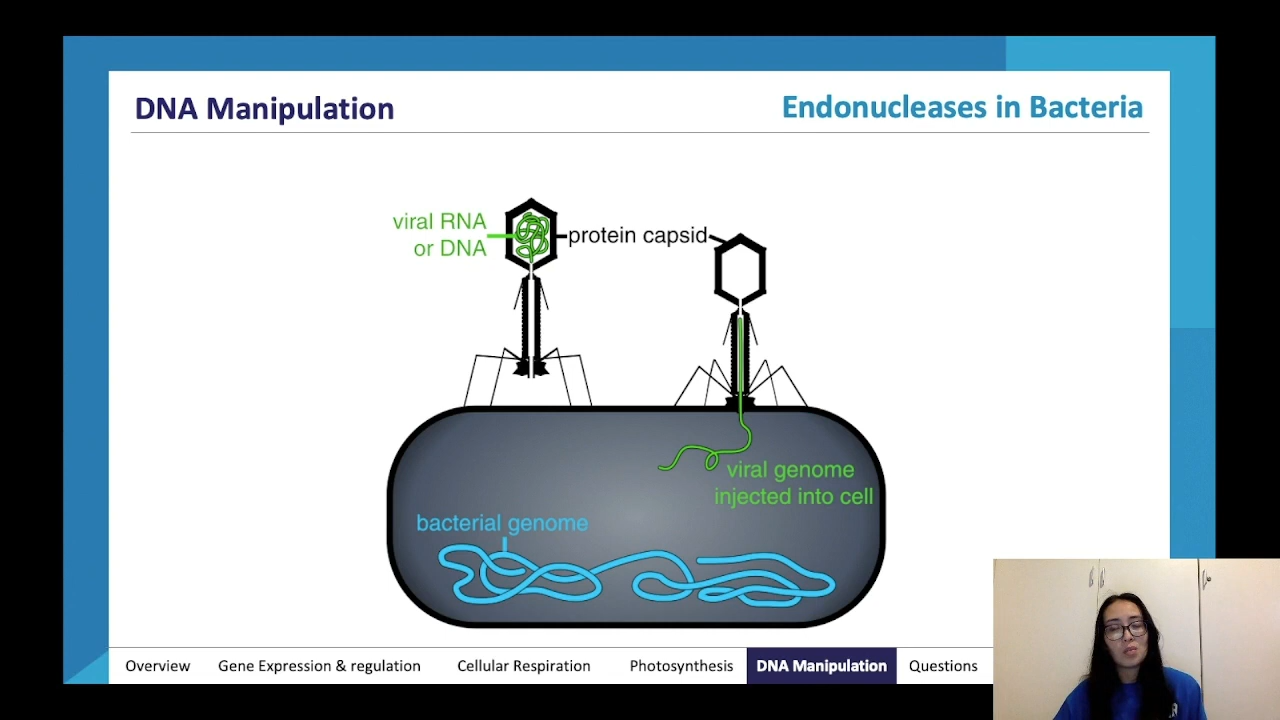 DNA Manipulation
Endonucleases in Bacteria
viral RNA
or DNA
protein capsid
viral genome
injected into cell
bacterial genome
Overview
Gene Expression & regulation
Cellular Respiration
Photosynthesis
DNA Manipulation
Questions